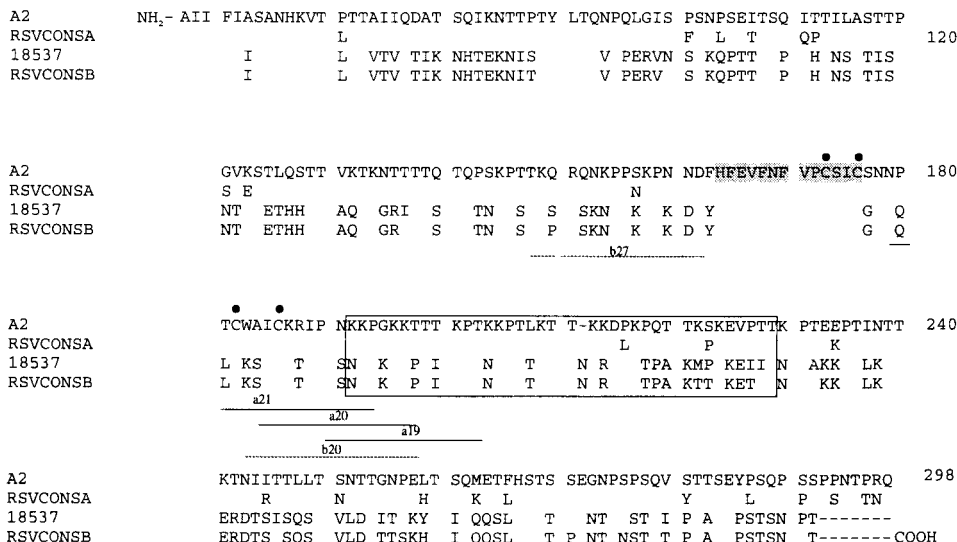 A2 NH2- AII FIASANHKVT PTTAIIQDAT SQIKNTTPTY LTQNPQLGIS PSNPSEITSQ ITTILASTTP
RSVCONSA L F L T QP 120
18537 I L VTV TIK NHTEKNIS V PERVN S KQPTT P H NS TIS
RSVCONSB I L VTV TIK NHTEKNIT V PERV S KQPTT P H NS TIS
A2 GVKSTLQSTT VKTKNTTTTQ TQPSKPTTKQ RQNKPPSKPN NDFHFEVFNF VPCSIC SNNP 180
RSVCONSA S E N
18537 NT ETHH AQ GRI S TN S S SKN K K D Y G Q
RSVCONSB NT ETHH AQ GR S TN S P SKN K K D Y G Q
b27
A2 TCWAICKRIP NKKPGKKTTT KPTKKPTLKT T-KKDPKPQT TKSKEVPTTK PTEEPTINTT 240
RSVCONSA L P K
18537 L KS T SN K P I N T N R TPA KMP KEII N AKK LK
RSVCONSB L KS T SN K P I N T N R TPA KTT KET N KK LK
a21
a20
a19
b20
A2 KTNIITTLLT SNTTGNPELT SQMETFHSTS SEGNPSPSQV STTSEYPSQP SSPPNTPRQ 298
RSVCONSA R N H K L Y L P S TN
18537 ERDTSISQS VLD ITKY I QQSL T NT ST I P A PSTSN PT-------
RSVCONSB ERDTS SQS VLD TTSKH I QQSL T P NT NST T P A PSTSN T-------COOH